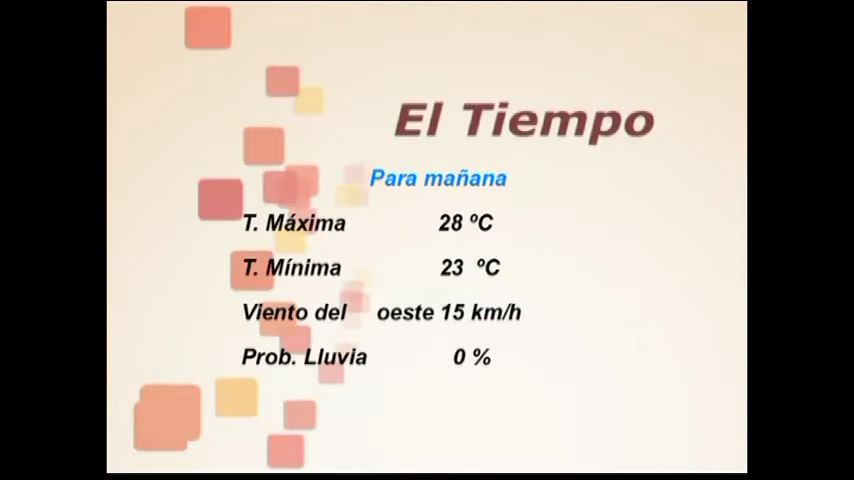 El Tiempo
Para mañana
T. Máxima 28 ºC
T. Mínima 23 ºC
Viento del oeste 15 km/h
Prob. Lluvia 0 %